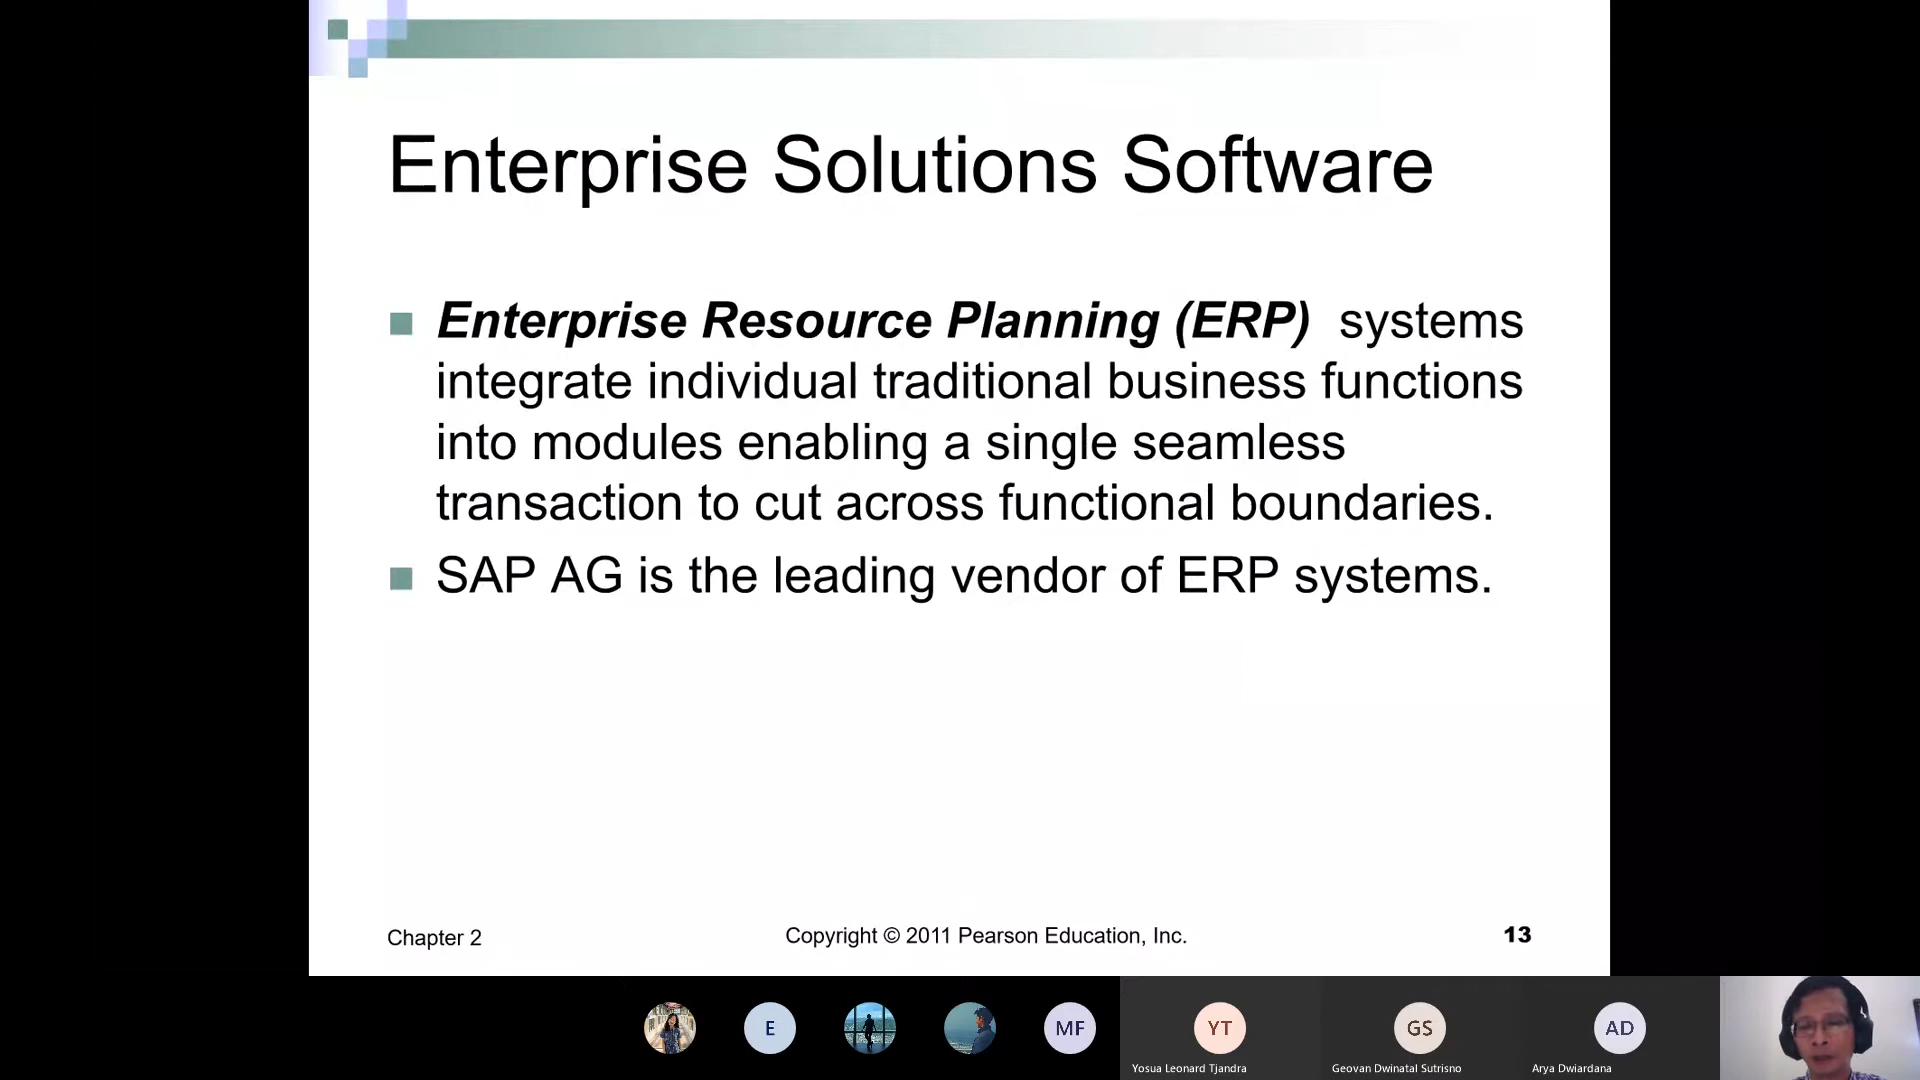 Enterprise Solutions Software
Enterprise Resource Planning (ERP) systems
integrate individual traditional business functions
into modules enabling a single seamless
transaction to cut across functional boundaries.
SAP AG is the leading vendor of ERP systems.
Chapter 2
Copyright © 2011 Pearson Education, Inc.
13
E
MF
YT
GS
AD
Yosua Leonard Tjandra
Geovan Dwinatal Sutrisno
Arya Dwiardana